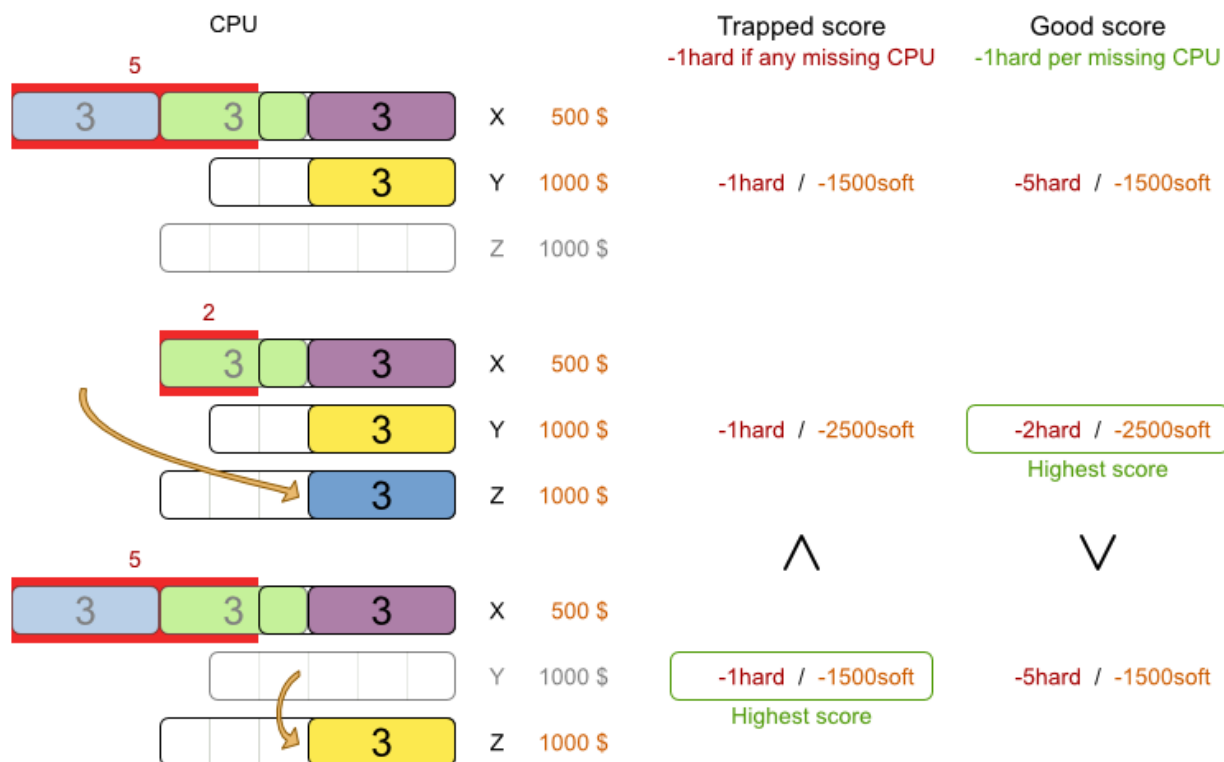 CPU Trapped score Good score
-1hard if any missing CPU -1hard per missing CPU
5
3 3 3 X 500 $
3 Y 1000 $ -1hard / -1500soft -5hard / -1500soft
Z 1000 $
2
3 3 X 500 $
3 Y 1000 $ -1hard / -2500soft -2hard / -2500soft
Highest score
3 Z 1000 $
5
3 3 3 X 500 $
Y 1000 $ -1hard / -1500soft -5hard / -1500soft
Highest score
3 Z 1000 $